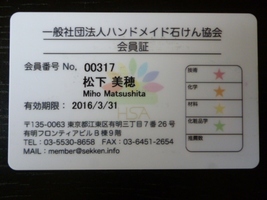 一般社団法人ハンドメイド石けん協会
会員証
会員番号 No. 00317
松下 美穂
Miho Matsushita
有効期限: 2016/3/31
〒135-0063 東京都江東区有明三丁目7番26号
有明フロンティアビルB棟9階
TEL: 03-5530-8658 FAX: 03-6451-2654
MAIL: member@sekken.info
技術
化学
材料
化粧品学
HSA